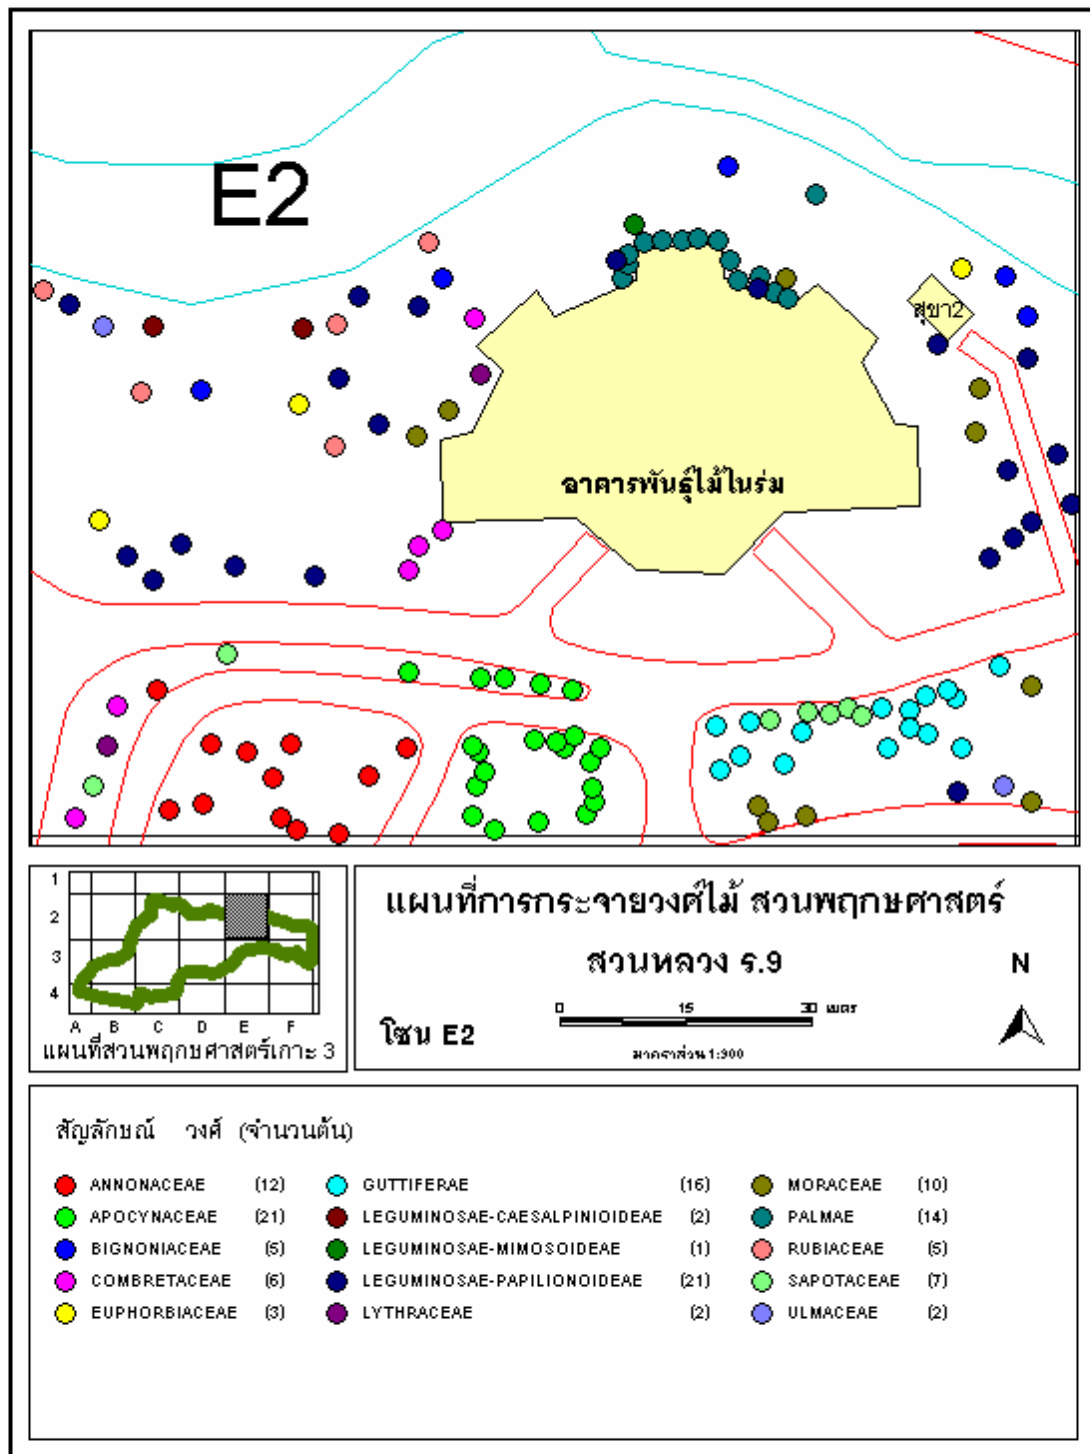 E2
สุขา2
อาคารพันธุ์ไม้ในร่ม
1
2
3
4
A B C D E F
แผนที่สวนพฤกษศาสตร์เกาะ 3
แผนที่การกระจายวงศ์ไม้ สวนพฤกษศาสตร์
สวนหลวง ร.9
N
0 15 30 เมตร
โซน E2
มาตราส่วน 1:900
สัญลักษณ์ วงศ์ (จำนวนต้น)
ANNONACEAE (12) GUTTIFERAE (16) MORACEAE (10)
APOCYNACEAE (21) LEGUMINOSAE-CAESALPINIOIDEAE (2) PALMAE (14)
BIGNONIACEAE (5) LEGUMINOSAE-MIMOSOIDEAE (1) RUBIACEAE (5)
COMBRETACEAE (6) LEGUMINOSAE-PAPILIONOIDEAE (21) SAPOTACEAE (7)
EUPHORBIACEAE (3) LYTHRACEAE (2) ULMACEAE (2)